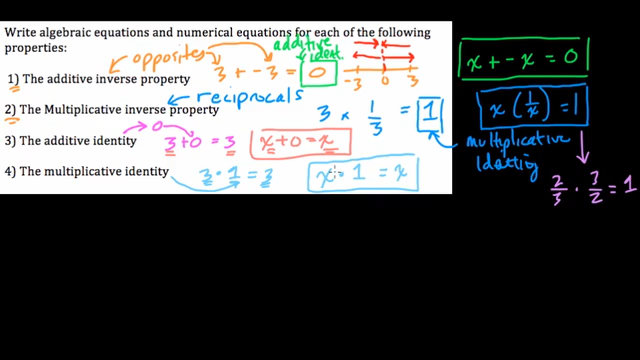 Write algebraic equations and numerical equations for each of the following
properties:
opposites
additive
ident.
3 + -3 = 0
-3 0 3
x + -x = 0
1) The additive inverse property
reciprocals
2) The Multiplicative inverse property
3 × 1/3 = 1
x (1/x) = 1
multiplicative
Identity
0
3) The additive identity
3+0 = 3
x+0 = x
4) The multiplicative identity
3 · 1 = 3
x · 1 = x
2/3 · 3/2 = 1